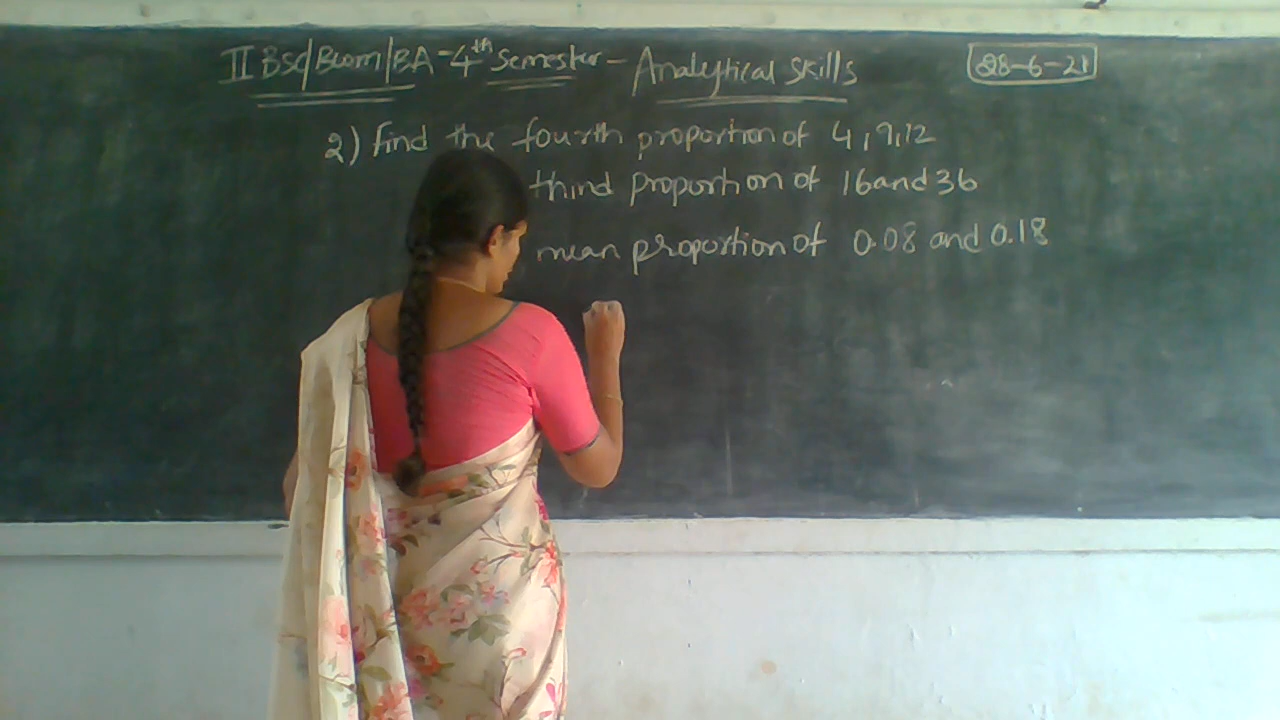 II BSc/Bcom/BA-4th Semester - Analytical Skills
28-6-21
2) find the fourth proportion of 4,9,12
third proportion of 16 and 36
mean proportion of 0.08 and 0.18